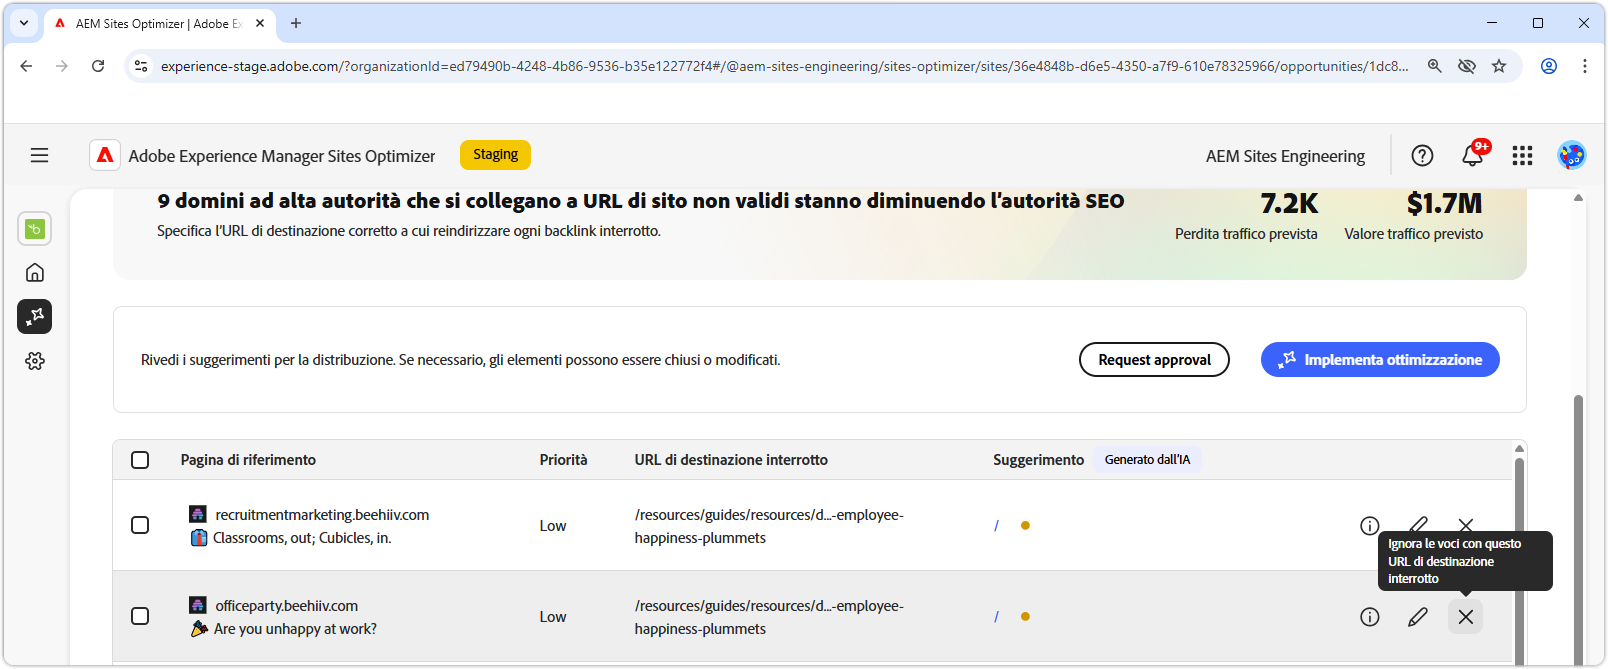 AEM Sites Optimizer | Adobe Ex
experience-stage.adobe.com/?organizationId=ed79490b-4248-4b86-9536-b35e122772f4#/@aem-sites-engineering/sites-optimizer/sites/36e4848b-d6e5-4350-a7f9-610e78325966/opportunities/1dc8...
Adobe Experience Manager Sites Optimizer
Staging
AEM Sites Engineering
9+
9 domini ad alta autorità che si collegano a URL di sito non validi stanno diminuendo l'autorità SEO
Specifica l'URL di destinazione corretto a cui reindirizzare ogni backlink interrotto.
7.2K
Perdita traffico prevista
$1.7M
Valore traffico previsto
Rivedi i suggerimenti per la distribuzione. Se necessario, gli elementi possono essere chiusi o modificati.
Request approval
Implementa ottimizzazione
Pagina di riferimento
Priorità
URL di destinazione interrotto
Suggerimento
Generato dall'IA
recruitmentmarketing.beehiiv.com
Classrooms, out; Cubicles, in.
Low
/resources/guides/resources/d...-employee-
happiness-plummets
/
Ignora le voci con questo
URL di destinazione
interrotto
officeparty.beehiiv.com
Are you unhappy at work?
Low
/resources/guides/resources/d...-employee-
happiness-plummets
/